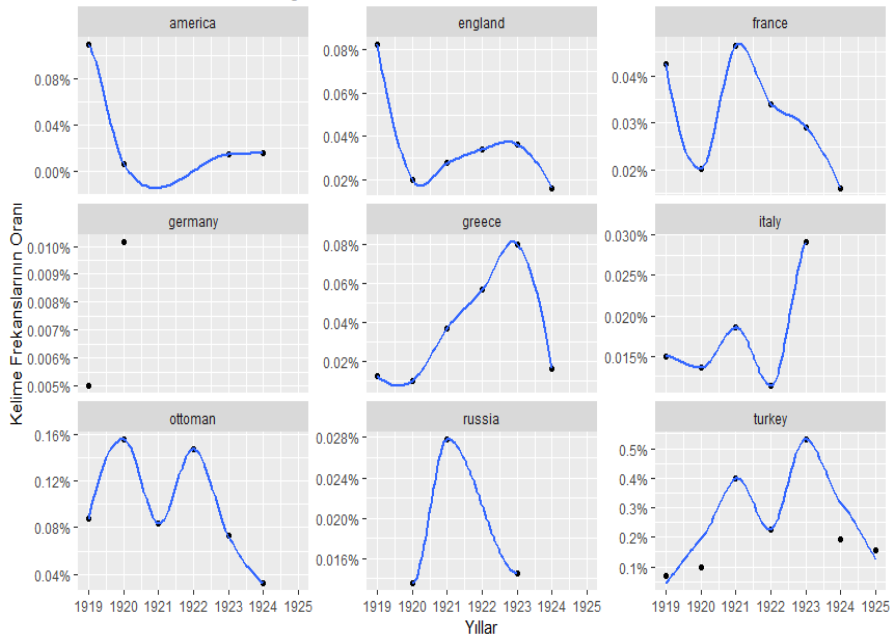 america england france
0.08% 0.08% 0.04%
0.04% 0.06% 0.03%
0.00% 0.04% 0.02%
0.02%
germany greece italy
0.010% 0.08% 0.030%
0.009% 0.06% 0.025%
0.008% 0.04% 0.020%
0.007% 0.02% 0.015%
0.006%
0.005%
ottoman russia turkey
0.16% 0.028% 0.5%
0.12% 0.024% 0.4%
0.08% 0.020% 0.3%
0.04% 0.016% 0.2%
0.1%
1919 1920 1921 1922 1923 1924 1925 1919 1920 1921 1922 1923 1924 1925 1919 1920 1921 1922 1923 1924 1925
Yıllar
Kelime Frekanslarının Oranı